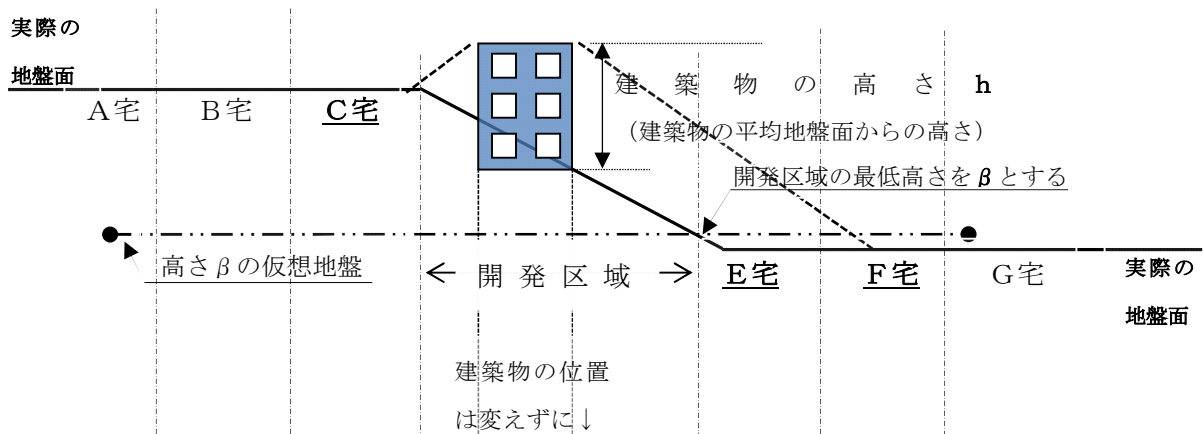 実際の
地盤面
A宅
B宅
C宅
建築物の高さ h
（建築物の平均地盤面からの高さ）
開発区域の最低高さをβとする
高さβの仮想地盤
開発区域
E宅
F宅
G宅
実際の
地盤面
建築物の位置
は変えずに↓